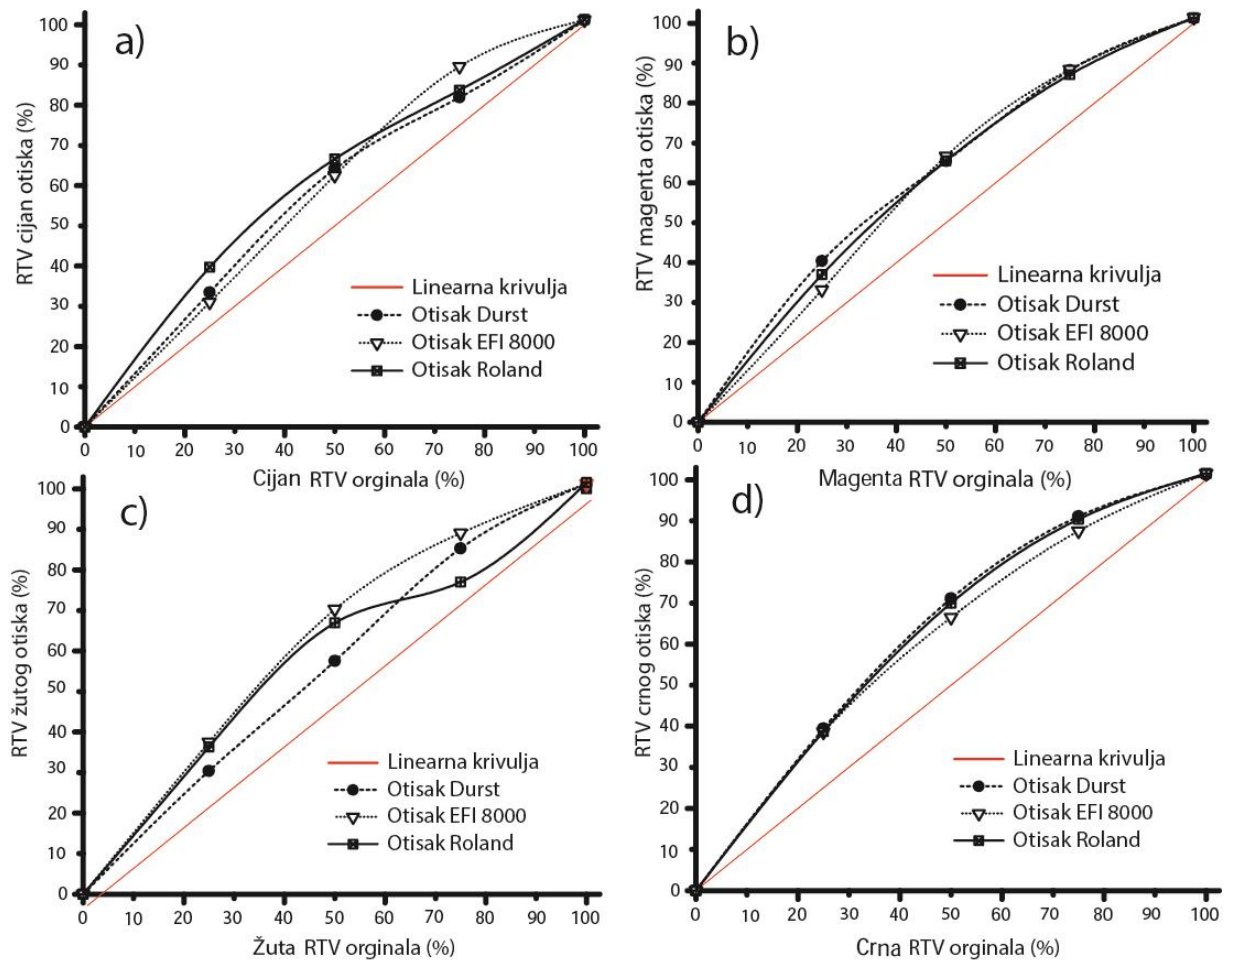 a)
100
90
80
70
60
50
40
30
20
10
0
RTV cijan otiska (%)
Linearna krivulja
Otisak Durst
Otisak EFI 8000
Otisak Roland
0 10 20 30 40 50 60 70 80 90 100
Cijan RTV orginala (%)
b)
100
90
80
70
60
50
40
30
20
10
0
RTV magenta otiska (%)
Linearna krivulja
Otisak Durst
Otisak EFI 8000
Otisak Roland
0 10 20 30 40 50 60 70 80 90 100
Magenta RTV orginala (%)
c)
100
90
80
70
60
50
40
30
20
10
0
RTV žutog otiska (%)
Linearna krivulja
Otisak Durst
Otisak EFI 8000
Otisak Roland
0 10 20 30 40 50 60 70 80 90 100
Žuta RTV orginala (%)
d)
100
90
80
70
60
50
40
30
20
10
0
RTV crnog otiska (%)
Linearna krivulja
Otisak Durst
Otisak EFI 8000
Otisak Roland
0 10 20 30 40 50 60 70 80 90 100
Crna RTV orginala (%)